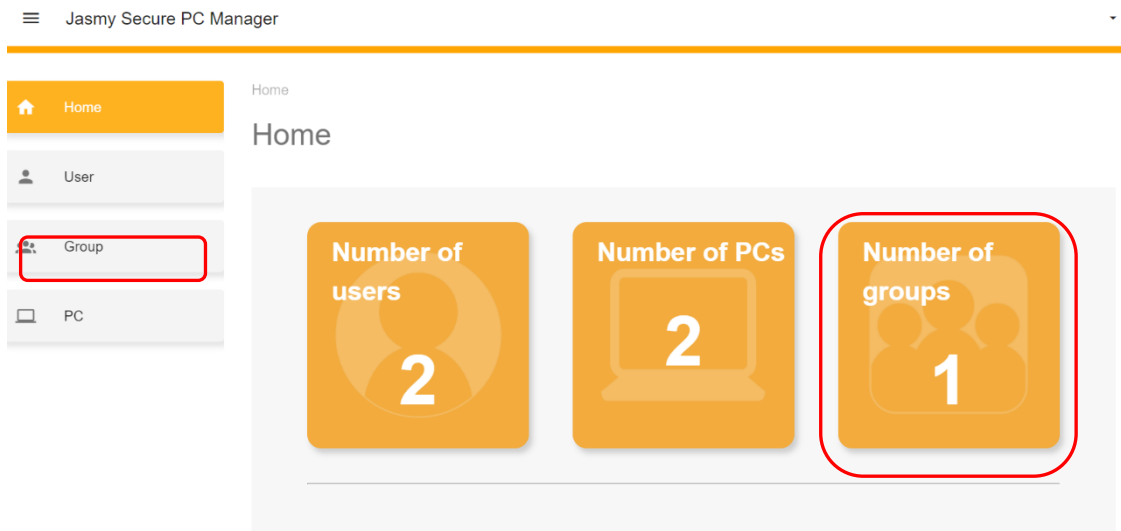 Jasmy Secure PC Manager
Home
User
Group
PC
Home
Home
Number of
users
2
Number of PCs
2
Number of
groups
1